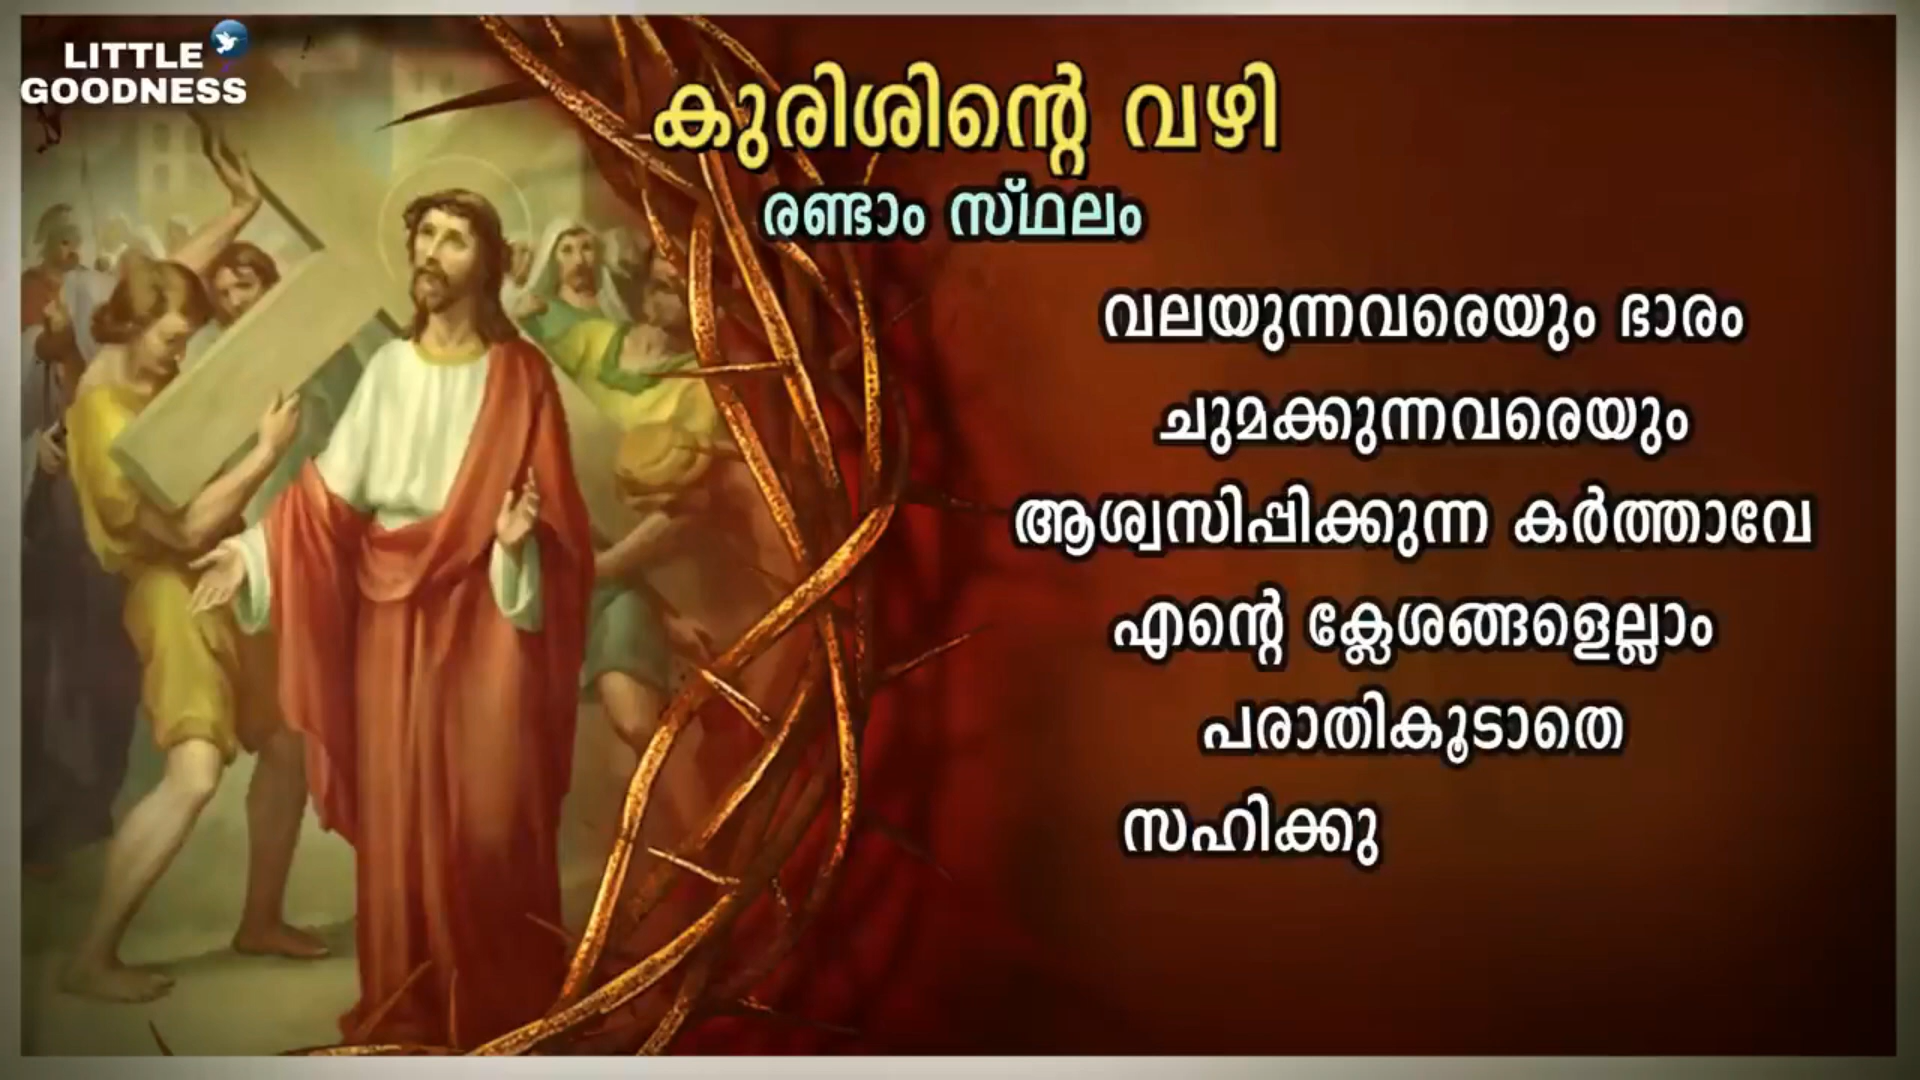 LITTLE
GOODNESS
കുരിശിന്റെ വഴി
രണ്ടാം സ്ഥലം
വലയുന്നവരെയും ഭാരം
ചുമക്കുന്നവരെയും
ആശ്വസിപ്പിക്കുന്ന കർത്താവേ
എന്റെ ക്ലേശങ്ങളെല്ലാം
പരാതികൂടാതെ
സഹിക്കു